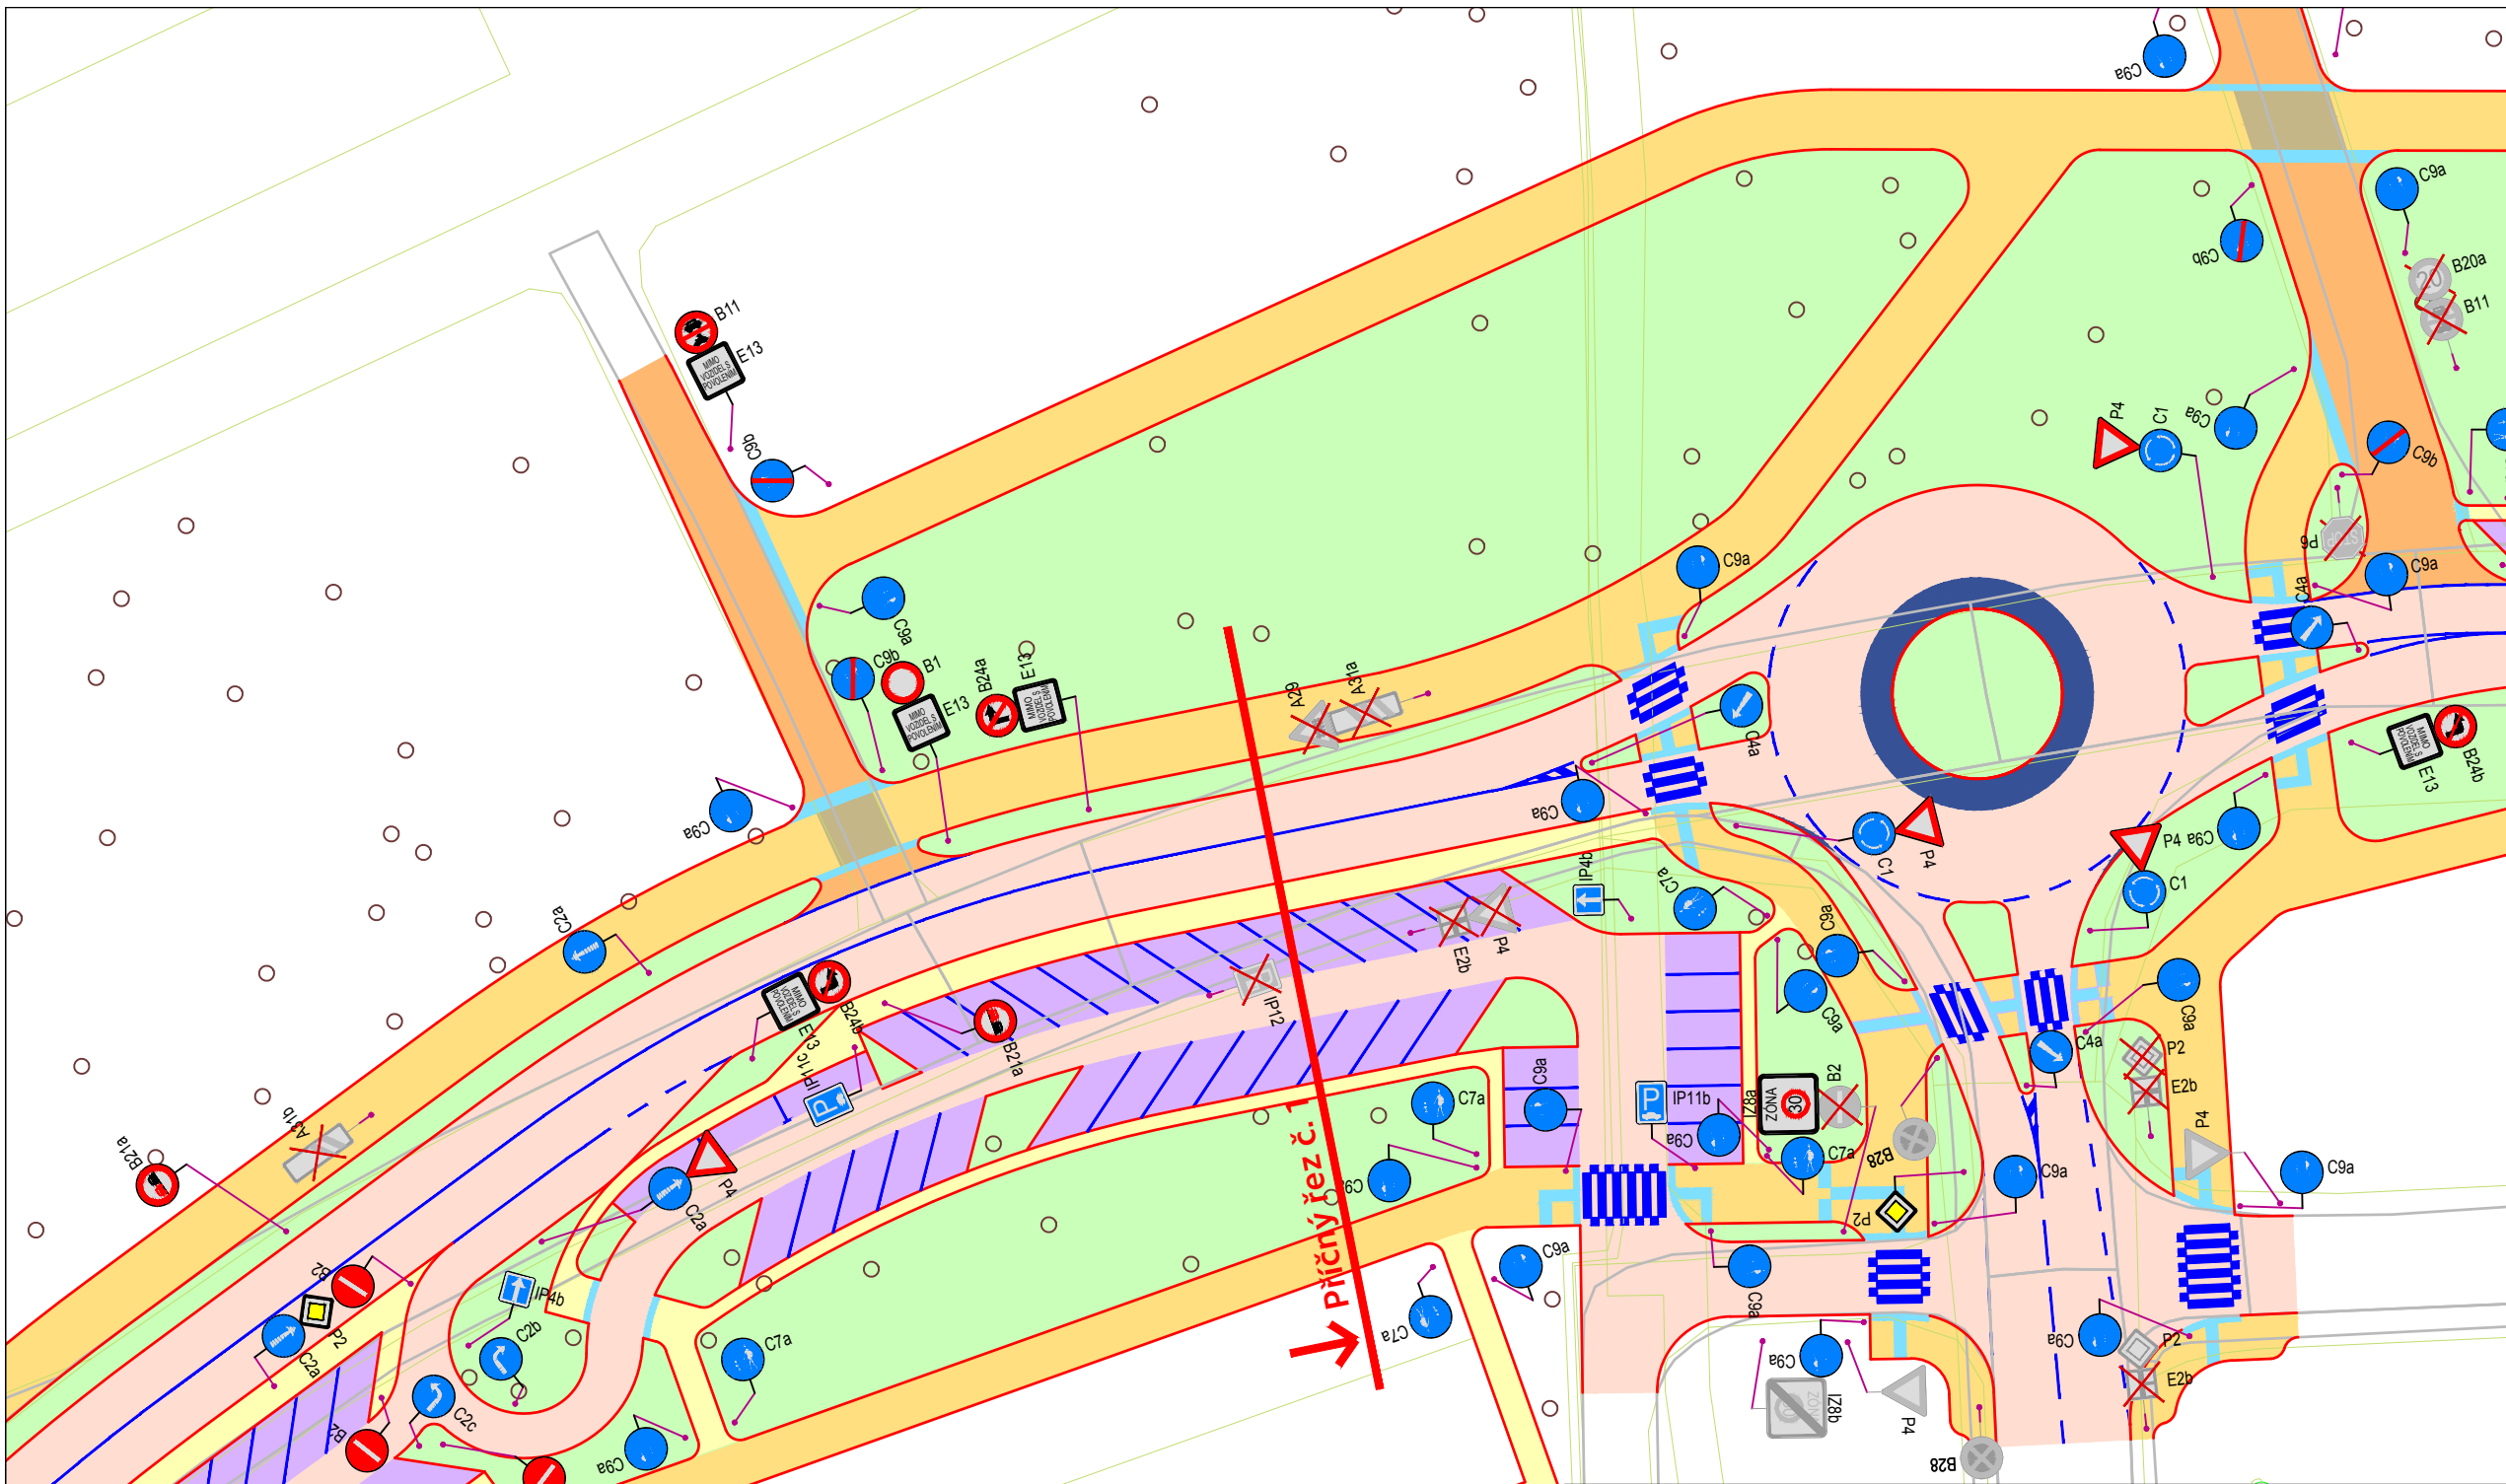 C9a
C9a
B20a
B11
C9b
B11
E13
MIMO
VOZIDEL S
POVOLENÍM
C9b
P4
C1
C9a
C9b
STOP
P6
C9a
C9a
C4a
C9a
C9b
B1
E13
MIMO
VOZIDEL S
POVOLENÍM
B24a
E13
MIMO
VOZIDEL S
POVOLENÍM
A29
A31a
C4a
MIMO
VOZIDEL S
POVOLENÍM
E13
B24b
C9a
C9a
C1
P4
P4
C9a
C1
C2a
IP4b
C7a
C9a
E2b
P4
MIMO
VOZIDEL S
POVOLENÍM
E13
B24b
IP12
B21a
C9a
C9a
C4a
P2
E2b
IP11c
P
C7a
C9a
P
IP11b
IZ8a
ZÓNA
30
B2
C9a
C7a
B28
P4
A31b
B21a
P4
C2a
C9a
C9a
C9a
P2
Příčný řez č. 1
B2
P2
C2a
IP4b
C2b
C7a
C7a
C9a
C9a
C9a
C9a
P2
E2b
IZ8b
P4
C2c
B2
C9a
B28